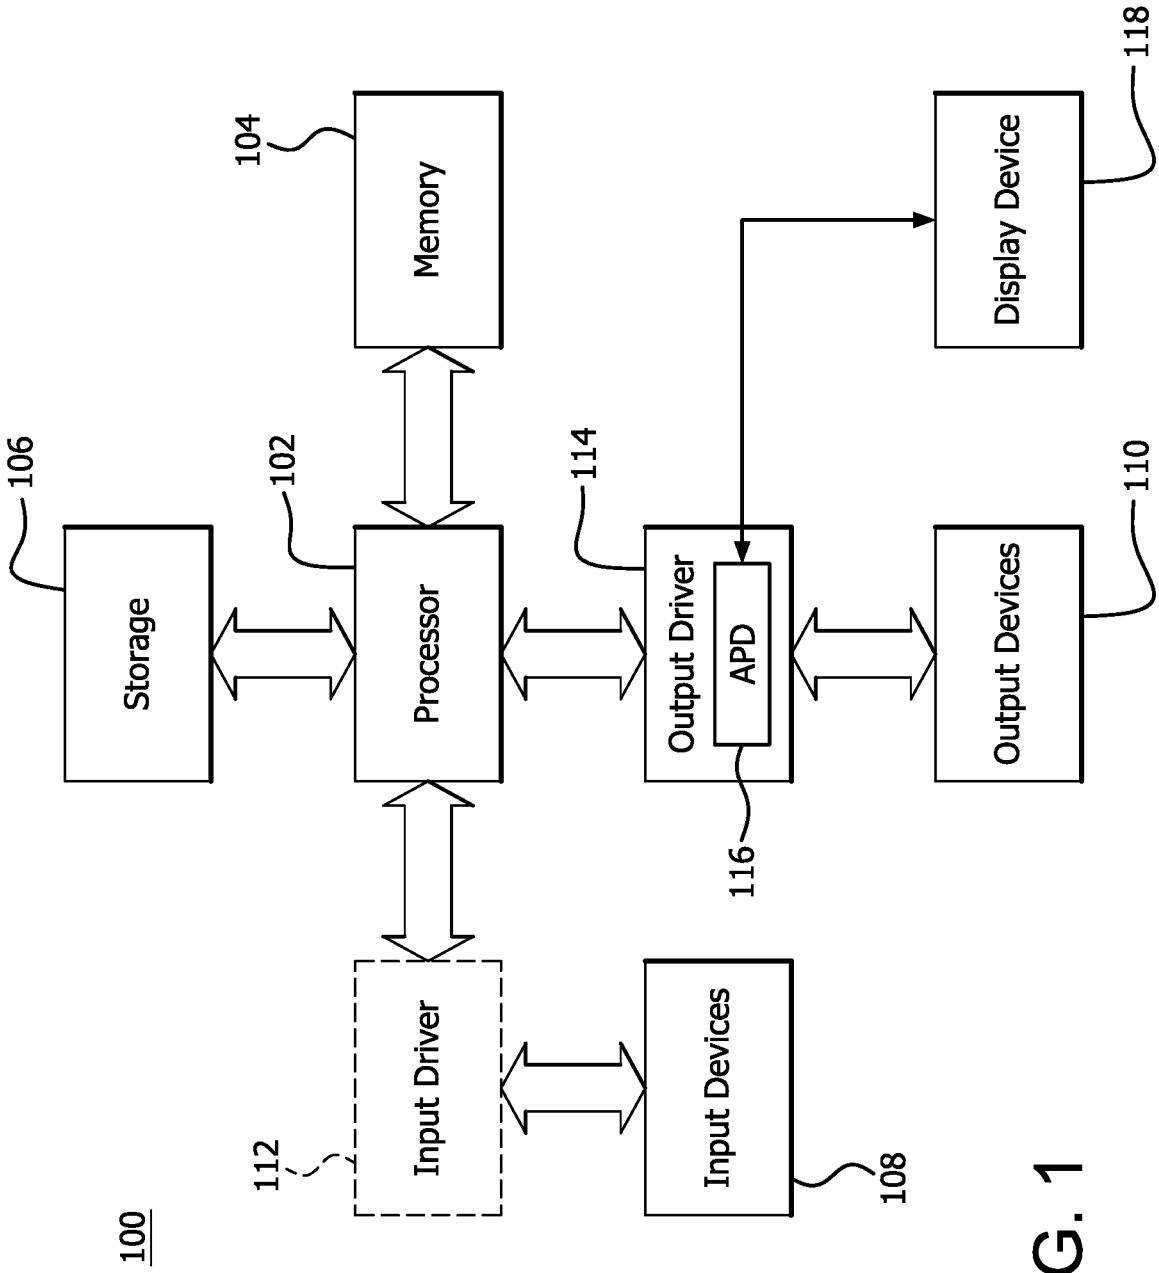 100
106
Storage
112
102
104
Input Driver
Processor
Memory
114
Input Devices
Output Driver
APD
108
116
Output Devices
Display Device
110
118
G. 1